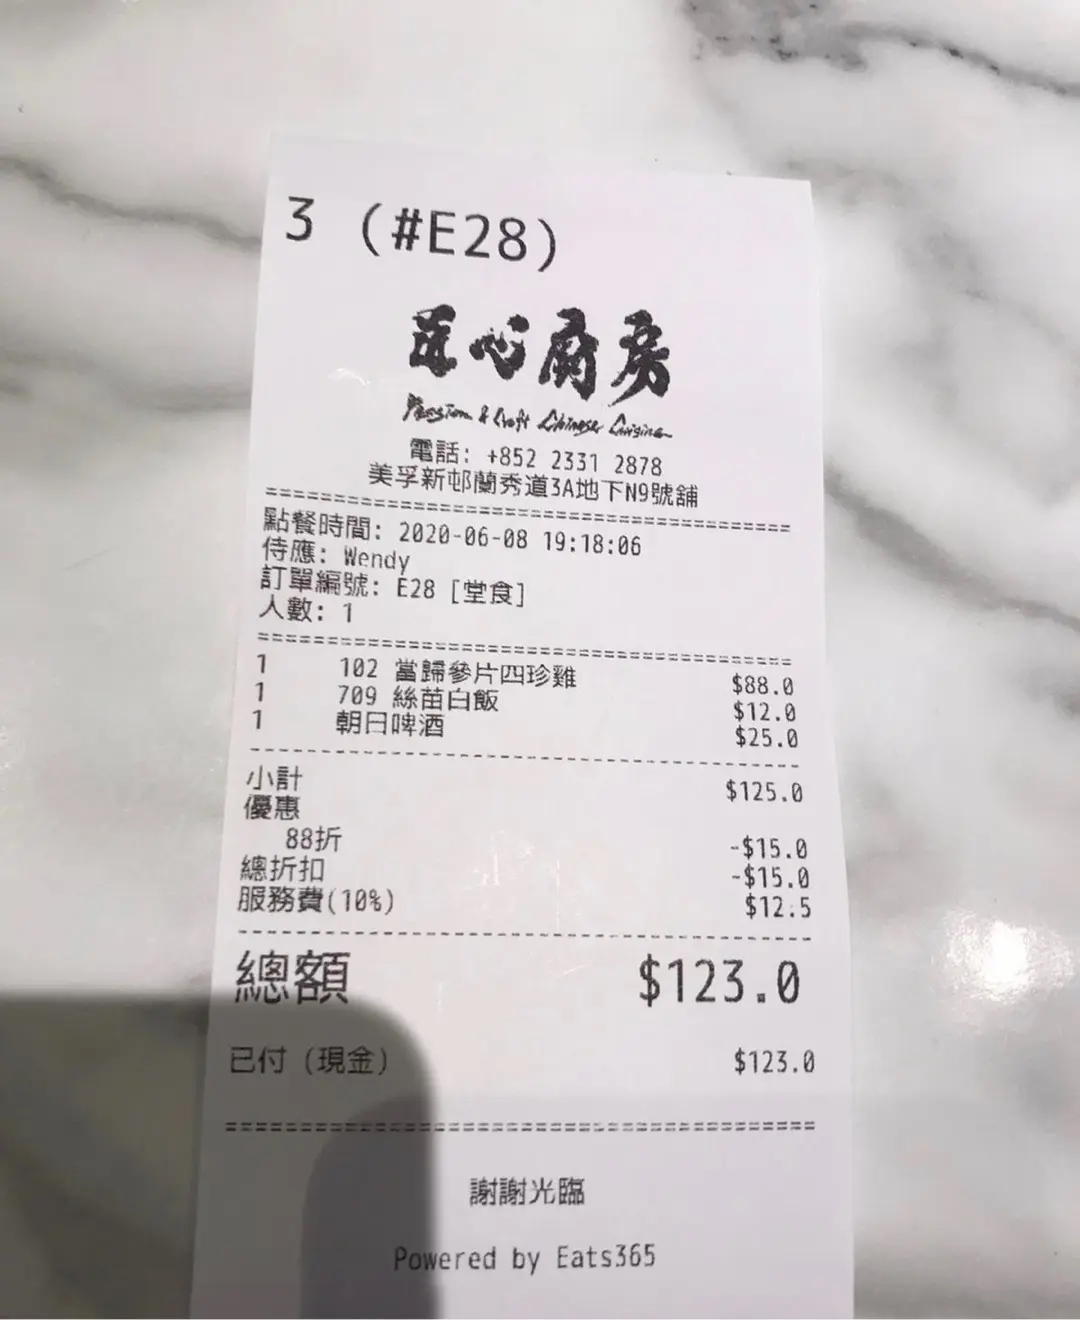 3 (#E28)
匠心廚房
Passion & Craft Chinese Cuisine
電話: +852 2331 2878
美孚新邨蘭秀道3A地下N9號舖
點餐時間: 2020-06-08 19:18:06
侍應: Wendy
訂單編號: E28 [堂食]
人數: 1
1 102 當歸參片四珍雞 $88.0
1 709 絲苗白飯 $12.0
1 朝日啤酒 $25.0
小計 $125.0
優惠
88折 -$15.0
總折扣 -$15.0
服務費(10%) $12.5
總額 $123.0
已付 (現金) $123.0
謝謝光臨
Powered by Eats365